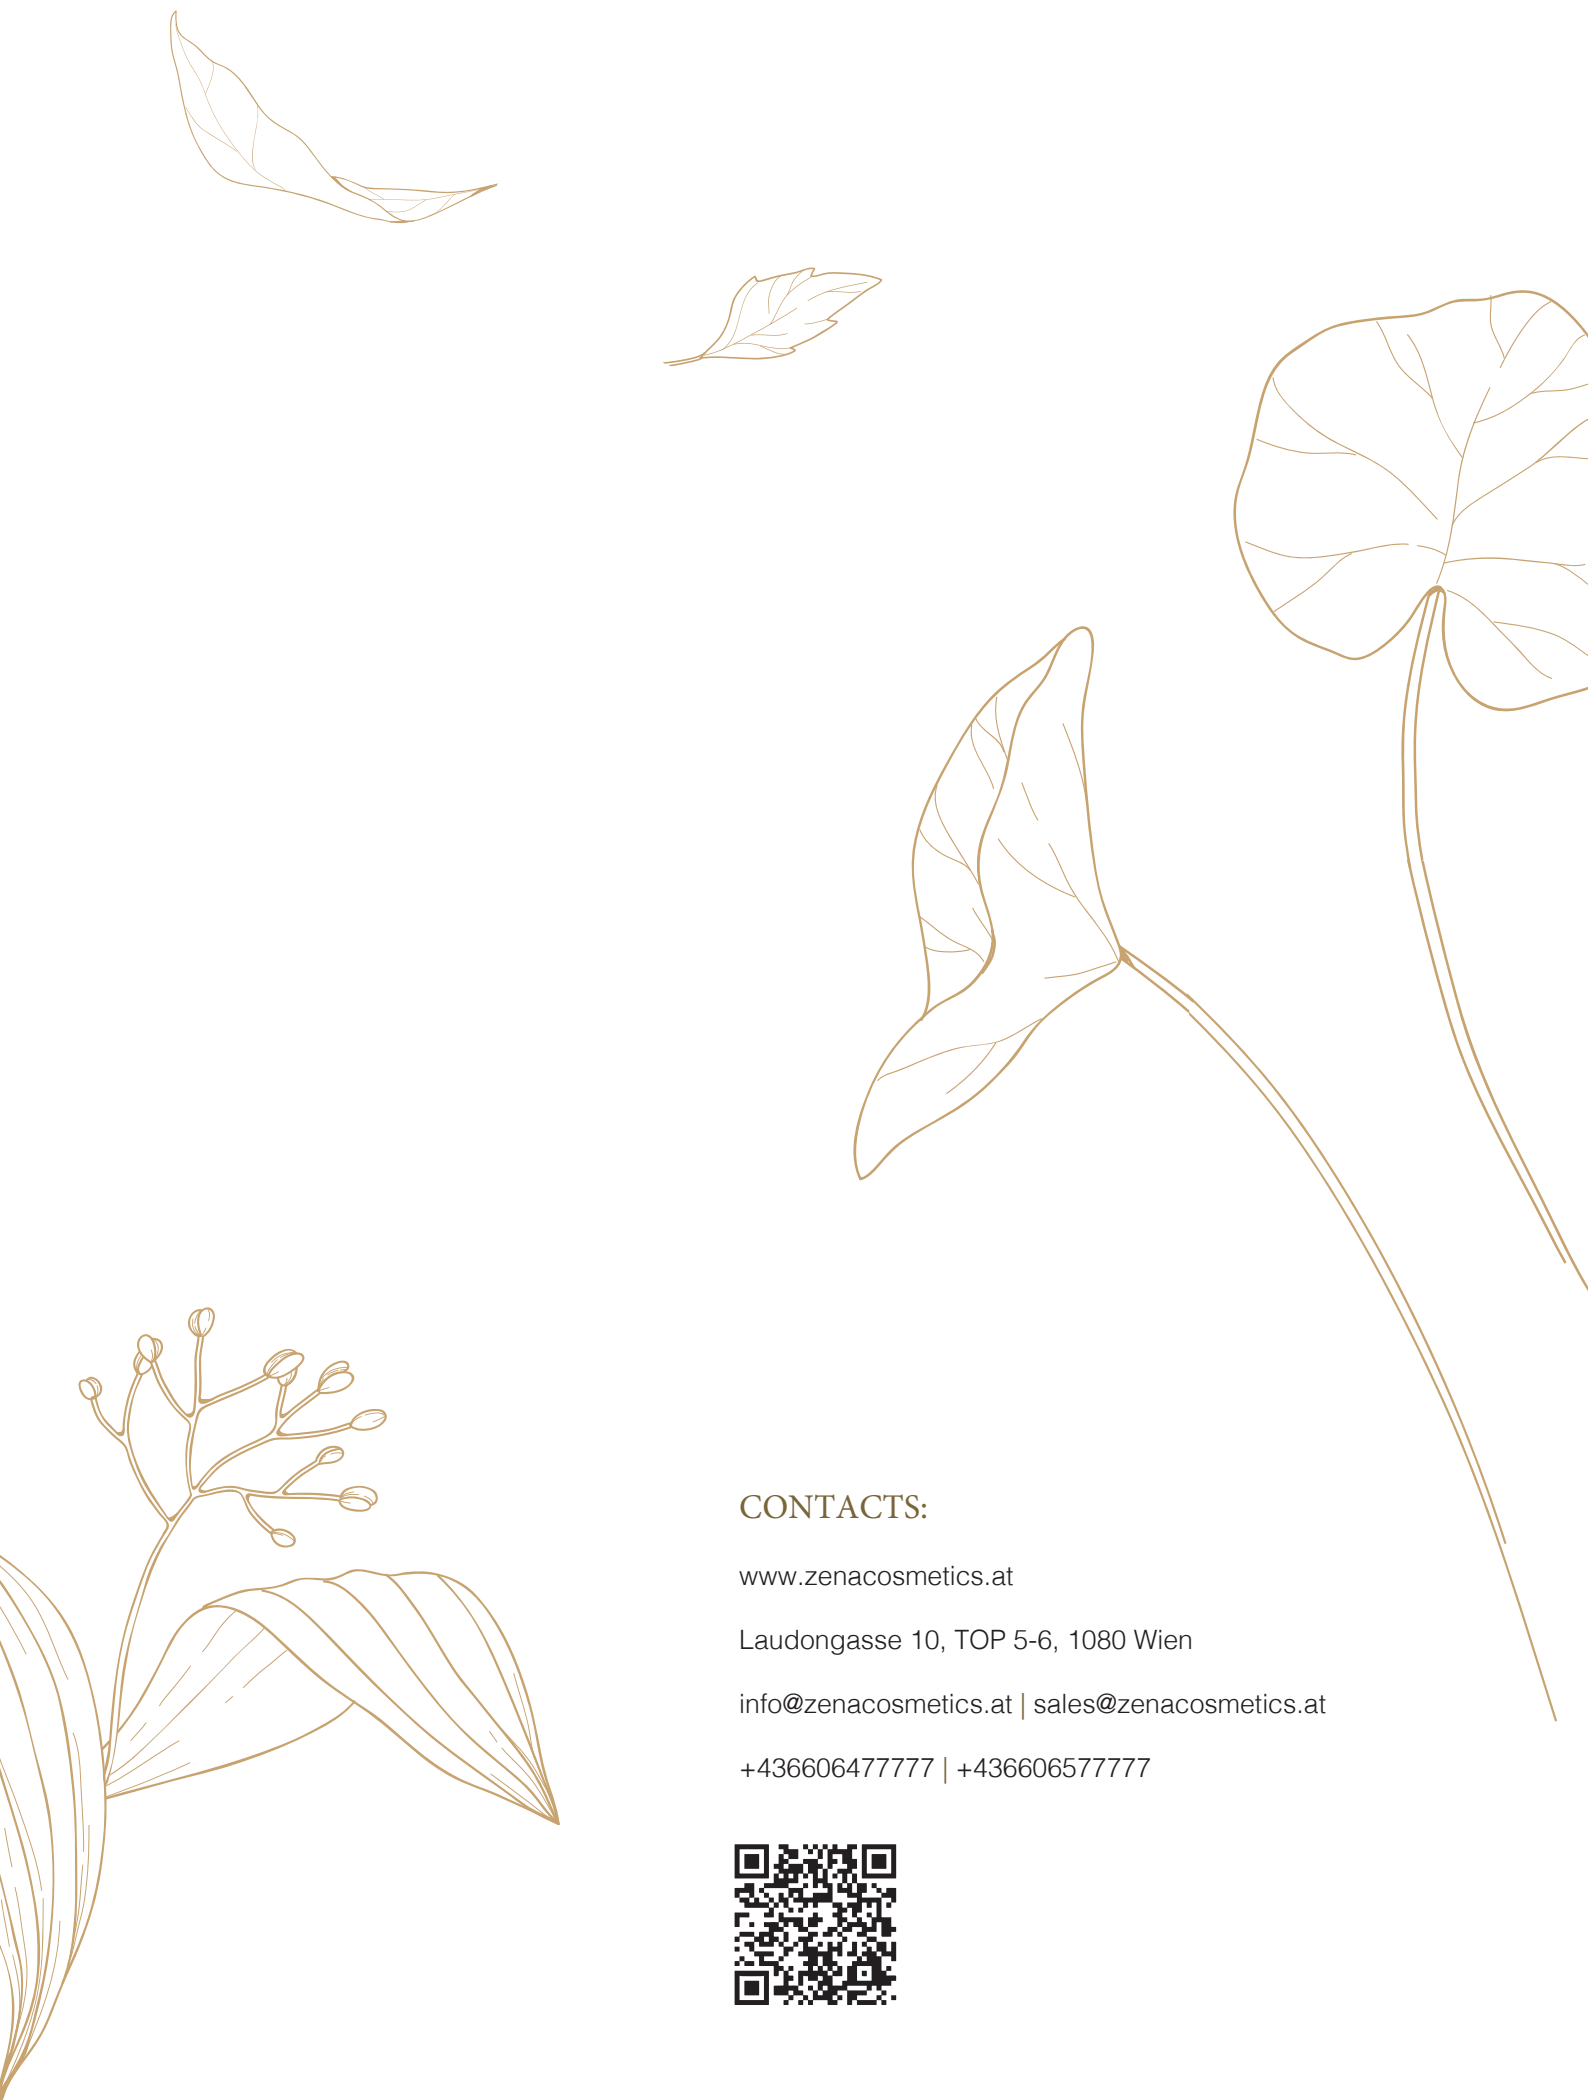 CONTACTS:
www.zenacosmetics.at
Laudongasse 10, TOP 5-6, 1080 Wien
info@zenacosmetics.at | sales@zenacosmetics.at
+436606477777 | +436606577777